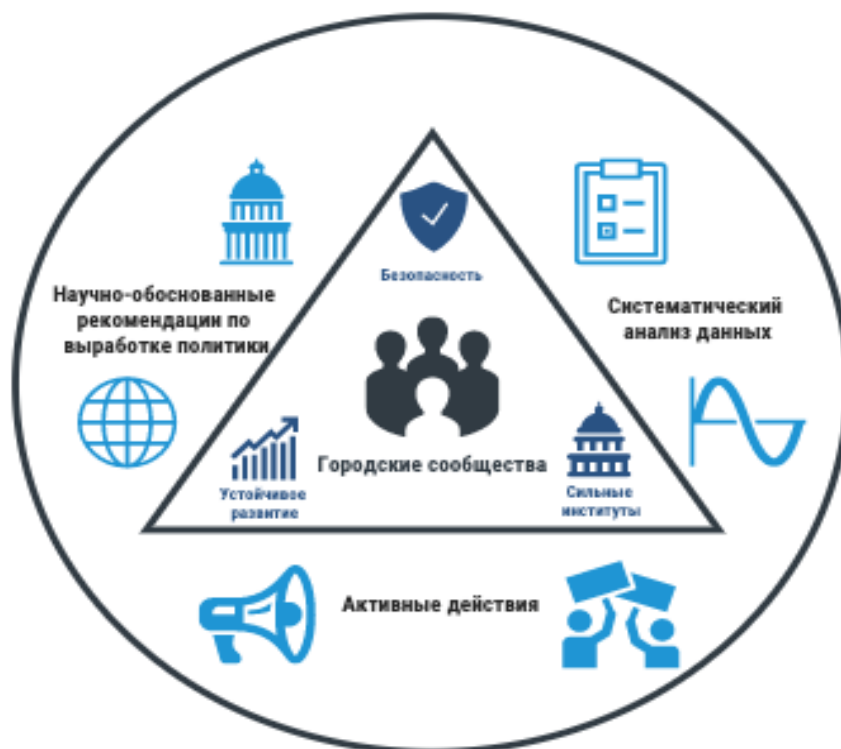 Безопасность
Научно-обоснованные
рекомендации по
выработке политики
Систематический
анализ данных
Городские сообщества
Устойчивое
развитие
Сильные
институты
Активные действия